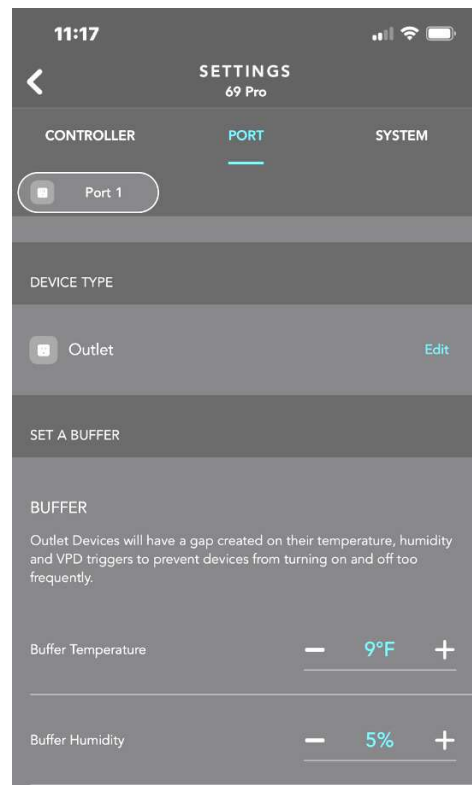 11:17
SETTINGS
69 Pro
CONTROLLER PORT SYSTEM
Port 1
DEVICE TYPE
Outlet Edit
SET A BUFFER
BUFFER
Outlet Devices will have a gap created on their temperature, humidity
and VPD triggers to prevent devices from turning on and off too
frequently.
Buffer Temperature − 9°F +
Buffer Humidity − 5% +